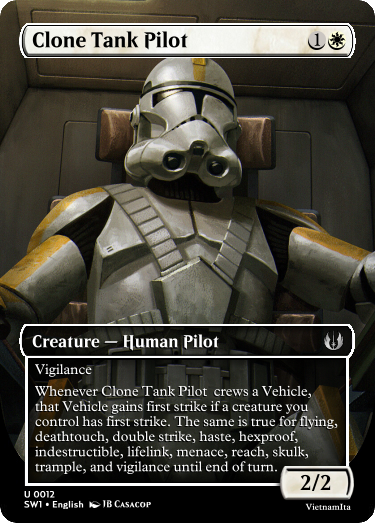 Clone Tank Pilot 1
Creature — Human Pilot
Vigilance
Whenever Clone Tank Pilot crews a Vehicle,
that Vehicle gains first strike if a creature you
control has first strike. The same is true for flying,
deathtouch, double strike, haste, hexproof,
indestructible, lifelink, menace, reach, skulk,
trample, and vigilance until end of turn.
2/2
U 0012
SW1 • English JB Casacop
VietnamIta